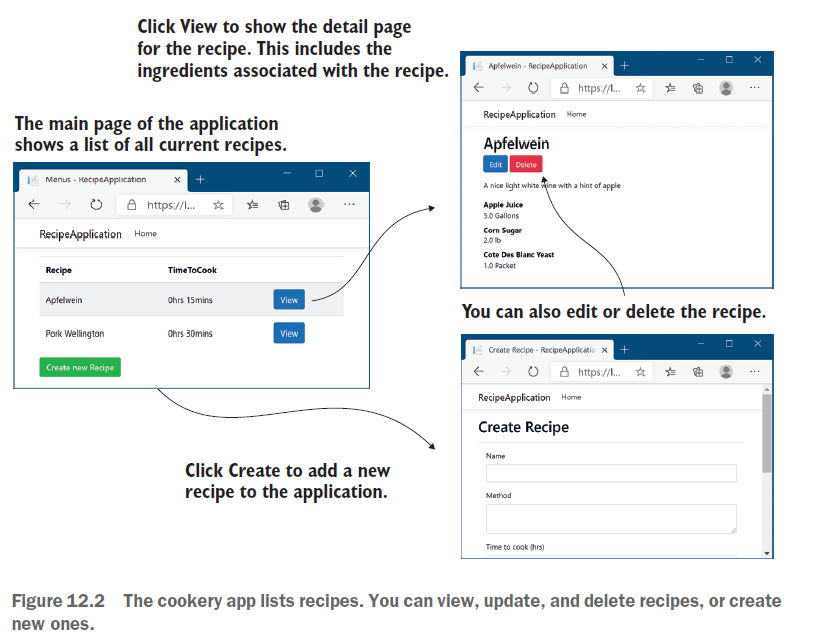 Click View to show the detail page
for the recipe. This includes the
ingredients associated with the recipe.
The main page of the application
shows a list of all current recipes.
Menus - RecipeApplication
https://l...
RecipeApplication Home
Recipe TimeToCook
Apfelwein 0hrs 15mins View
Pork Wellington 0hrs 30mins View
Create new Recipe
Apfelwein - RecipeApplication
https://l...
RecipeApplication Home
Apfelwein
Edit Delete
A nice light white wine with a hint of apple
Apple Juice
5.0 Gallons
Corn Sugar
2.0 lb
Cote Des Blanc Yeast
1.0 Packet
You can also edit or delete the recipe.
Create Recipe - RecipeApplicatio
https://l...
RecipeApplication Home
Create Recipe
Name
Method
Time to cook (hrs)
Click Create to add a new
recipe to the application.
Figure 12.2 The cookery app lists recipes. You can view, update, and delete recipes, or create
new ones.